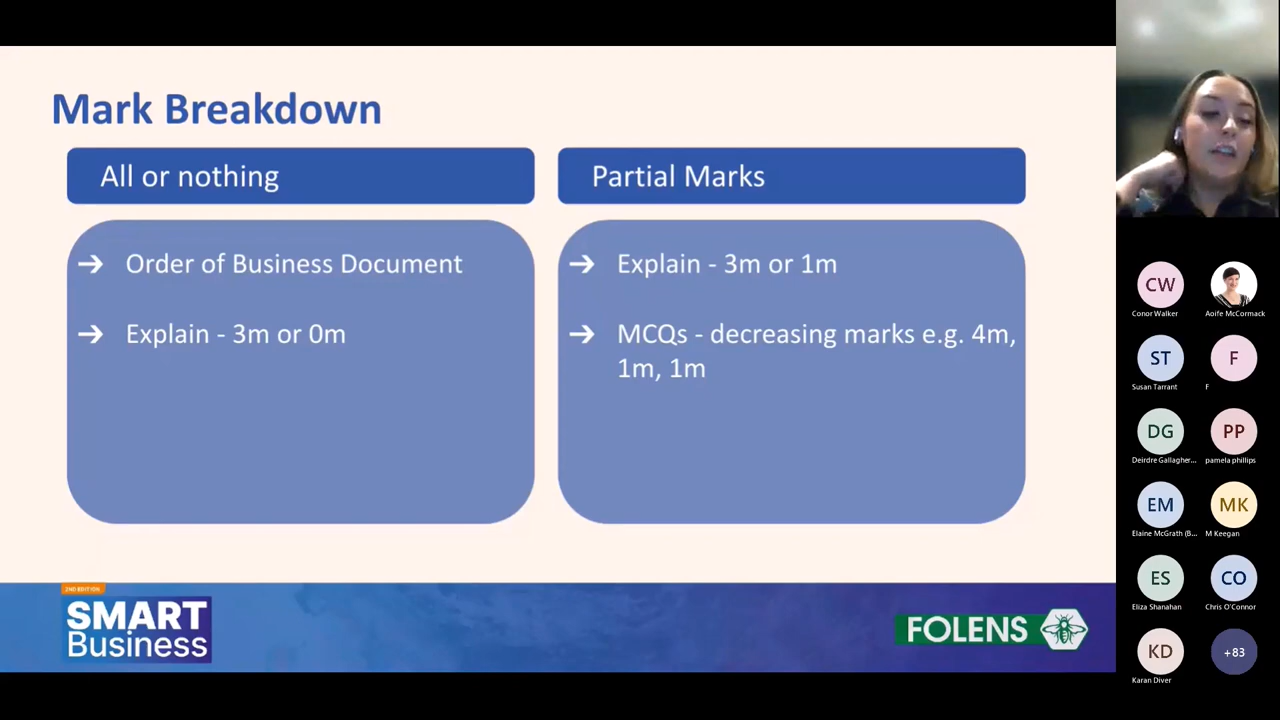 Mark Breakdown
All or nothing
Partial Marks
➔ Order of Business Document
➔ Explain - 3m or 0m
➔ Explain - 3m or 1m
➔ MCQs - decreasing marks e.g. 4m,
1m, 1m
2ND EDITION
SMART
Business
FOLENS
CW
Conor Walker
Aoife McCormack
ST
Susan Tarrant
F
F
DG
Deirdre Gallagher...
PP
pamela phillips
EM
Elaine McGrath (B...
MK
M Keegan
ES
Eliza Shanahan
CO
Chris O'Connor
KD
Karan Diver
+83